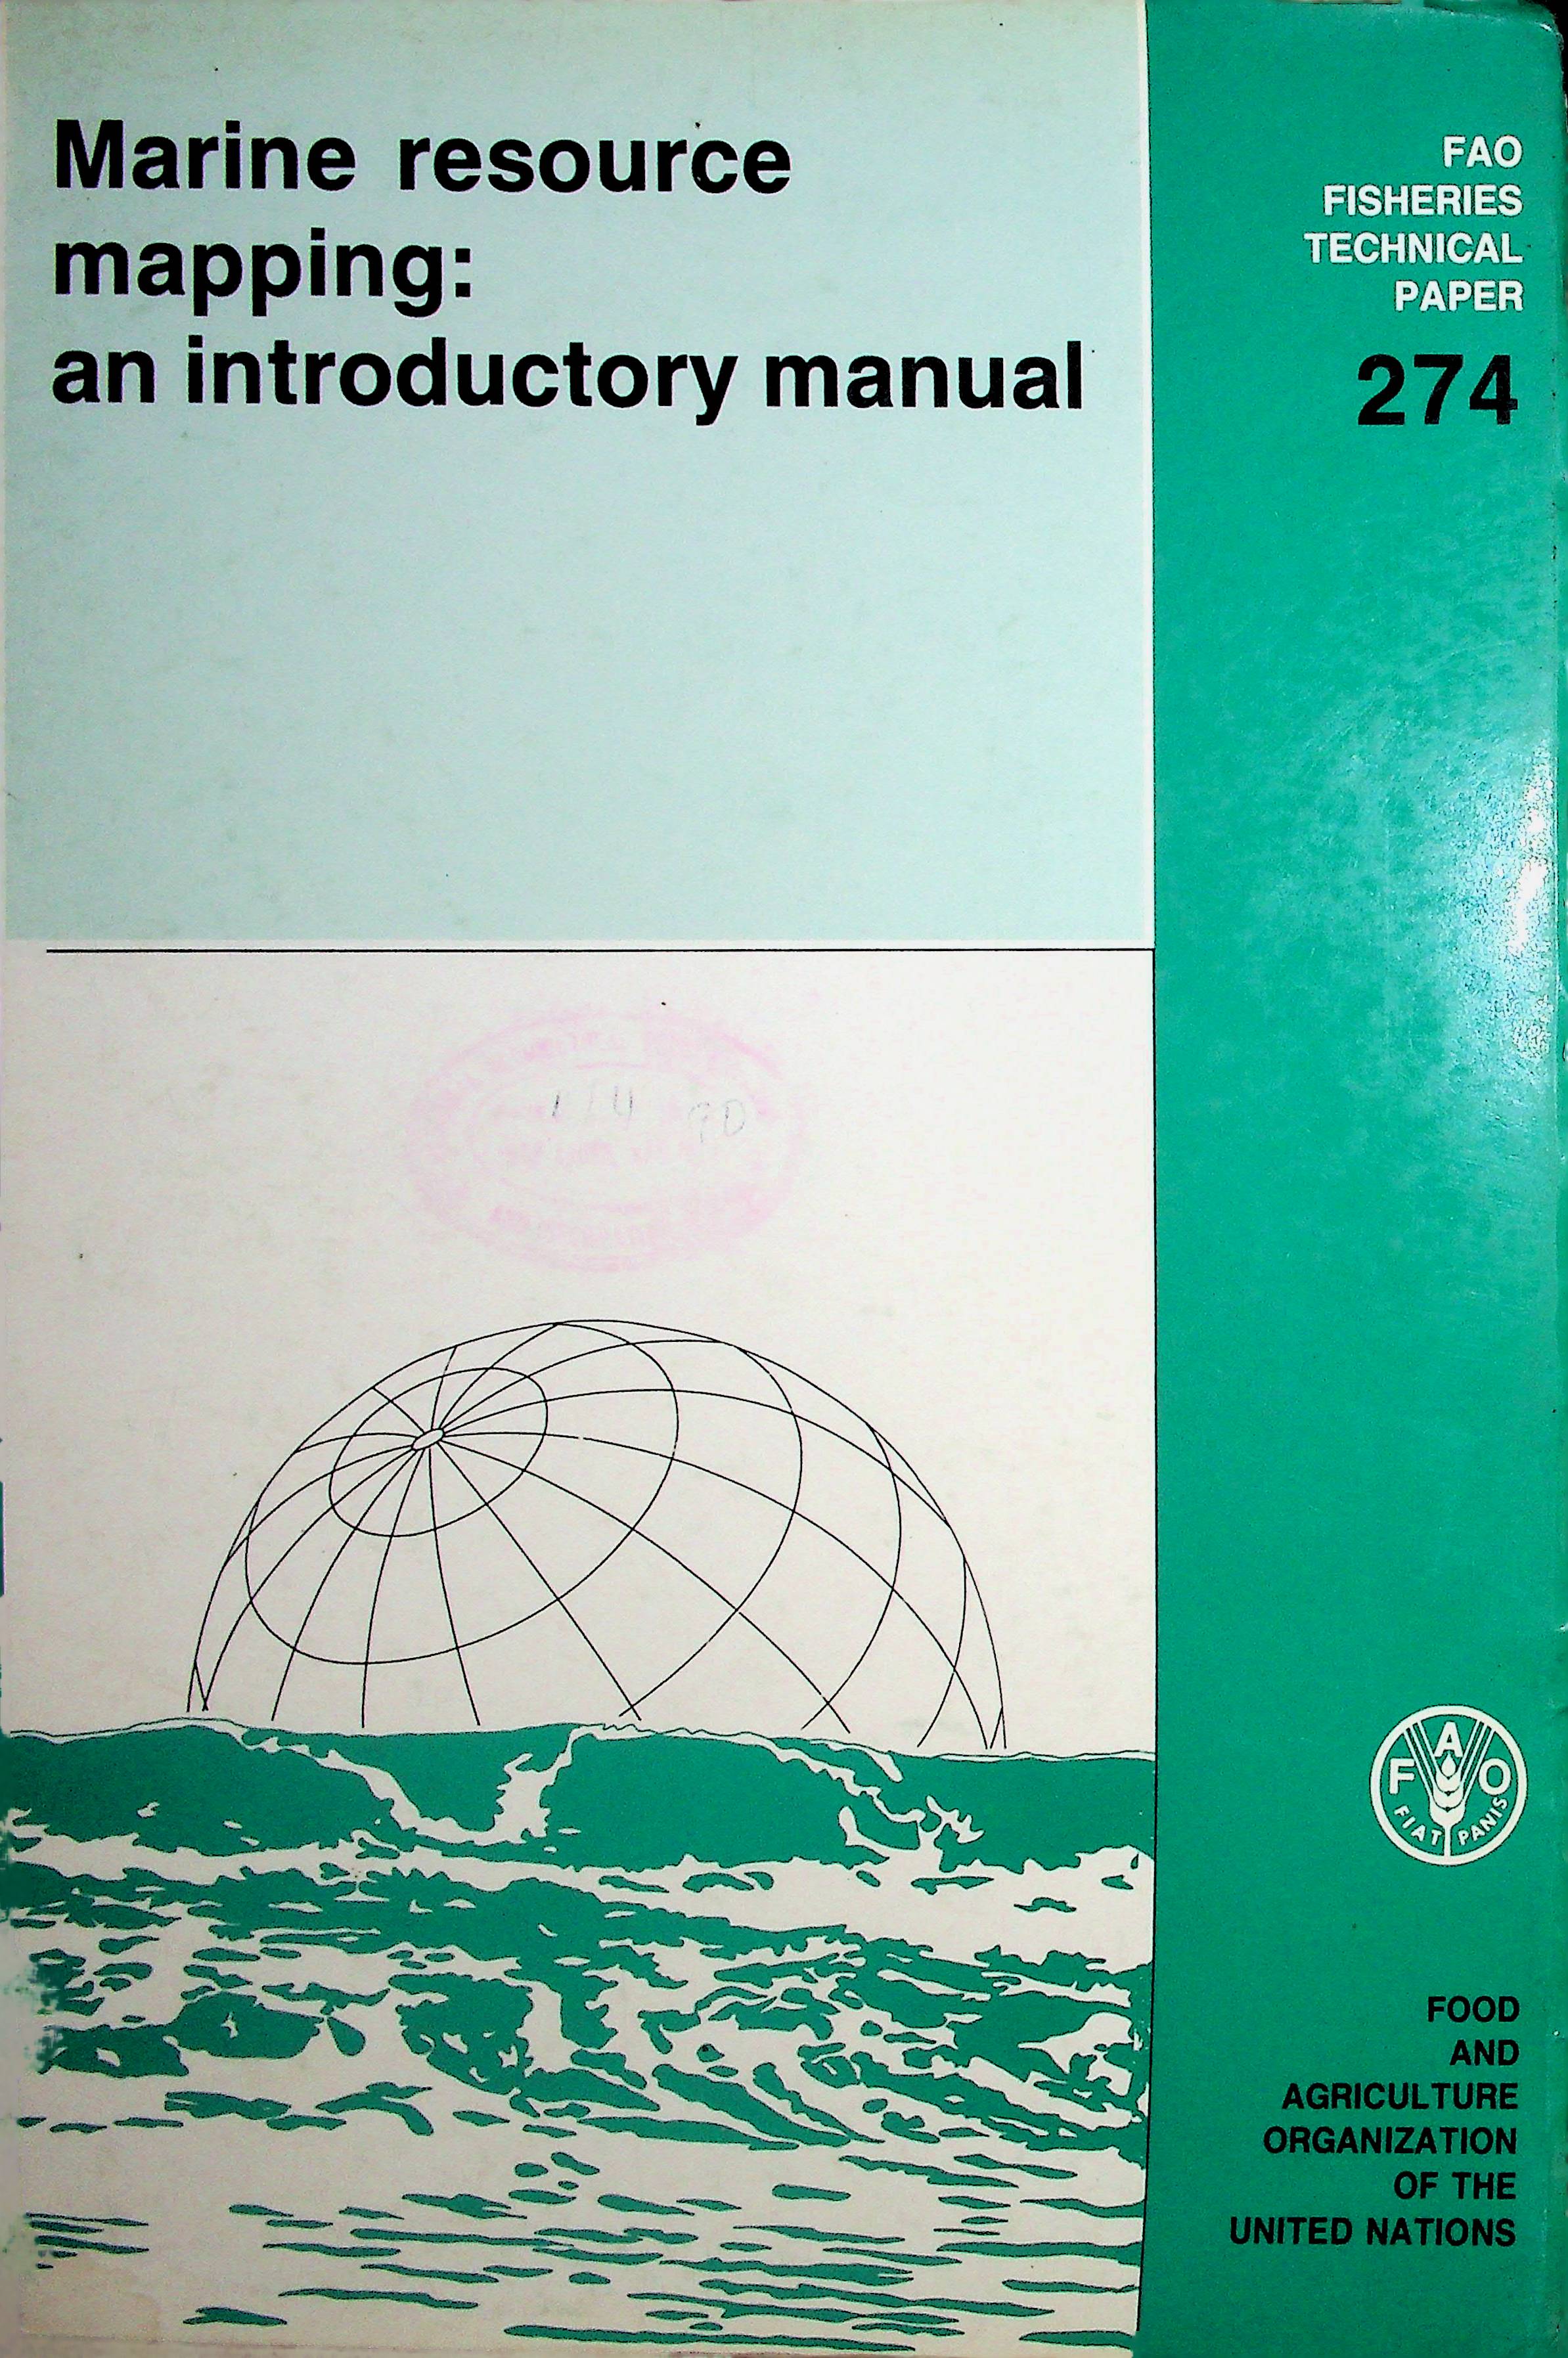 Marine resource
mapping:
an introductory manual
FAO
FISHERIES
TECHNICAL
PAPER
274
F A O
FIAT PANIS
FOOD
AND
AGRICULTURE
ORGANIZATION
OF THE
UNITED NATIONS